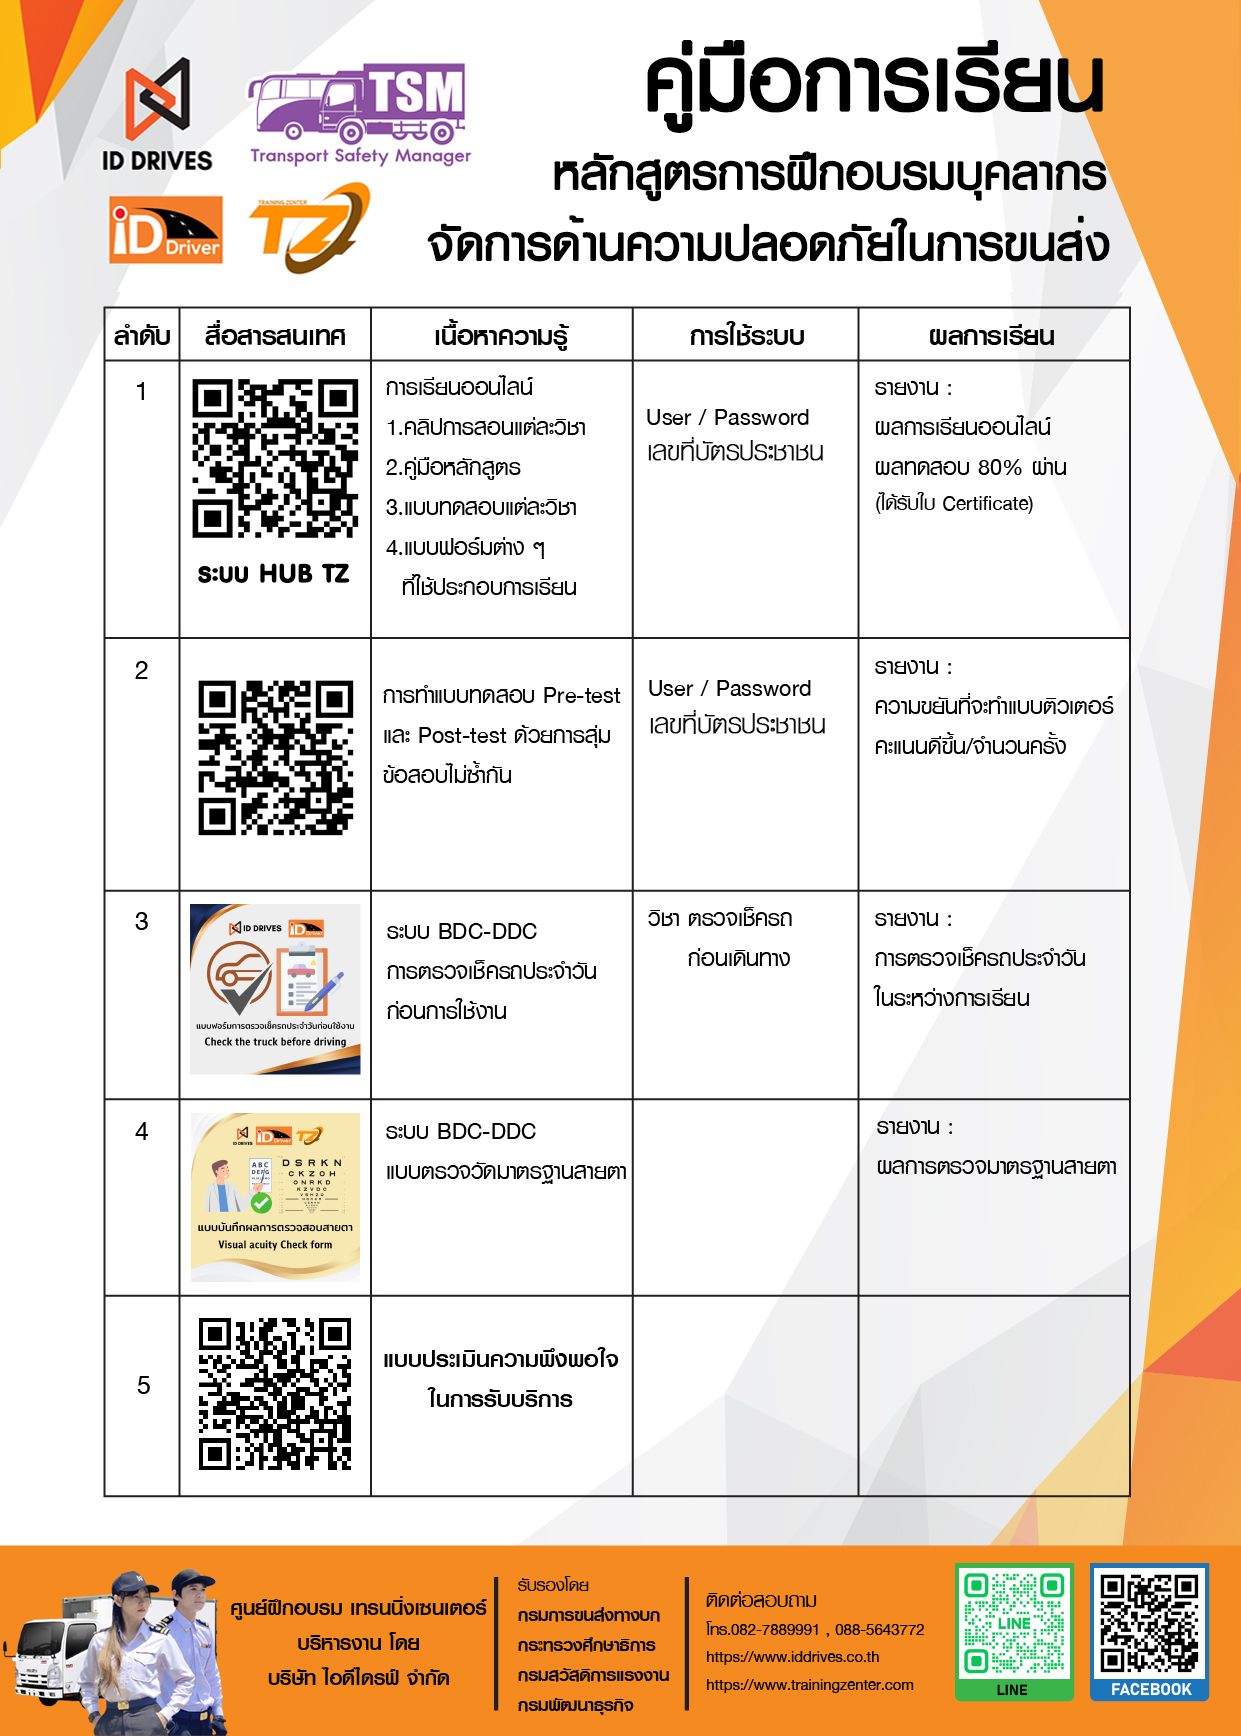 ID DRIVES
TSM
Transport Safety Manager
iD Driver
TRAINING ZENTER
TZ
คู่มือการเรียน
หลักสูตรการฝึกอบรมบุคลากร
จัดการด้านความปลอดภัยในการขนส่ง
ลำดับ สื่อสารสนเทศ เนื้อหาความรู้ การใช้ระบบ ผลการเรียน
1
ระบบ HUB TZ
การเรียนออนไลน์
1.คลิปการสอนแต่ละวิชา
2.คู่มือหลักสูตร
3.แบบทดสอบแต่ละวิชา
4.แบบฟอร์มต่าง ๆ
ที่ใช้ประกอบการเรียน
User / Password
เลขที่บัตรประชาชน
รายงาน :
ผลการเรียนออนไลน์
ผลทดสอบ 80% ผ่าน
(ได้รับใบ Certificate)
2
การทำแบบทดสอบ Pre-test
และ Post-test ด้วยการสุ่ม
ข้อสอบไม่ซ้ำกัน
User / Password
เลขที่บัตรประชาชน
รายงาน :
ความขยันที่จะทำแบบติวเตอร์
คะแนนดีขึ้น/จำนวนครั้ง
3
ID DRIVES
iD Driver
แบบฟอร์มการตรวจเช็ครถประจำวันก่อนใช้งาน
Check the truck before driving
ระบบ BDC-DDC
การตรวจเช็ครถประจำวัน
ก่อนการใช้งาน
วิชา ตรวจเช็ครถ
ก่อนเดินทาง
รายงาน :
การตรวจเช็ครถประจำวัน
ในระหว่างการเรียน
4
ID DRIVES
iD Driver
TZ
ABC
DEFG
DSRKN
CKZOH
ONRKD
KZVDC
แบบบันทึกผลการตรวจสอบสายตา
Visual acuity Check form
ระบบ BDC-DDC
แบบตรวจวัดมาตรฐานสายตา
รายงาน :
ผลการตรวจมาตรฐานสายตา
5
แบบประเมินความพึงพอใจ
ในการรับบริการ
ศูนย์ฝึกอบรม เทรนนิ่งเซนเตอร์
บริหารงาน โดย
บริษัท ไอดีไดรฟ์ จำกัด
รับรองโดย
กรมการขนส่งทางบก
กระทรวงศึกษาธิการ
กรมสวัสดิการแรงงาน
กรมพัฒนาธุรกิจ
ติดต่อสอบถาม
โทร.082-7889991 , 088-5643772
https://www.iddrives.co.th
https://www.trainingzenter.com
LINE
LINE
FACEBOOK